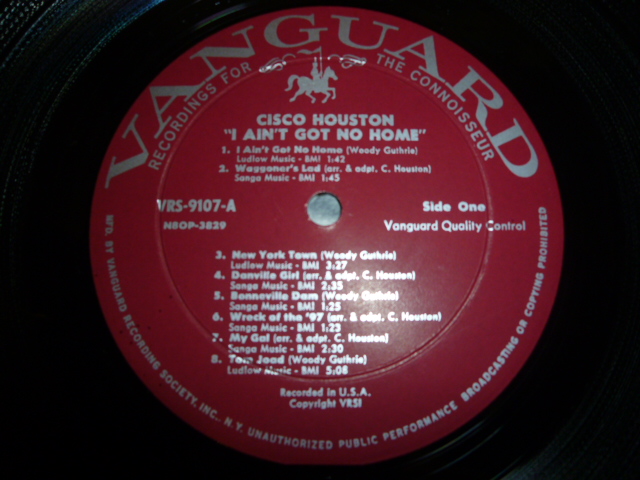 VANGUARD
RECORDINGS FOR THE CONNOISSEUR
CISCO HOUSTON
"I AIN'T GOT NO HOME"
1. I Ain't Got No Home (Woody Guthrie)
Ludlow Music - BMI 1:42
2. Waggoner's Lad (arr. & adpt. C. Houston)
Sanga Music - BMI 1:45
VRS-9107-A
Side One
NBOP-3829
Vanguard Quality Control
3. New York Town (Woody Guthrie)
Ludlow Music - BMI 3:27
4. Danville Girl (arr. & adpt. C. Houston)
Sanga Music - BMI 2:35
5. Bonneville Dam (Woody Guthrie)
Sanga Music - BMI 1:25
6. Wreck of the '97 (arr. & adpt. C. Houston)
Sanga Music - BMI 1:23
7. My Gal (arr. & adpt. C. Houston)
Sanga Music - BMI 2:30
8. Tom Joad (Woody Guthrie)
Ludlow Music - BMI 5:08
Recorded in U.S.A.
Copyright VRSI
MFD. BY VANGUARD RECORDING SOCIETY, INC., N.Y. UNAUTHORIZED PUBLIC PERFORMANCE BROADCASTING OR COPYING PROHIBITED